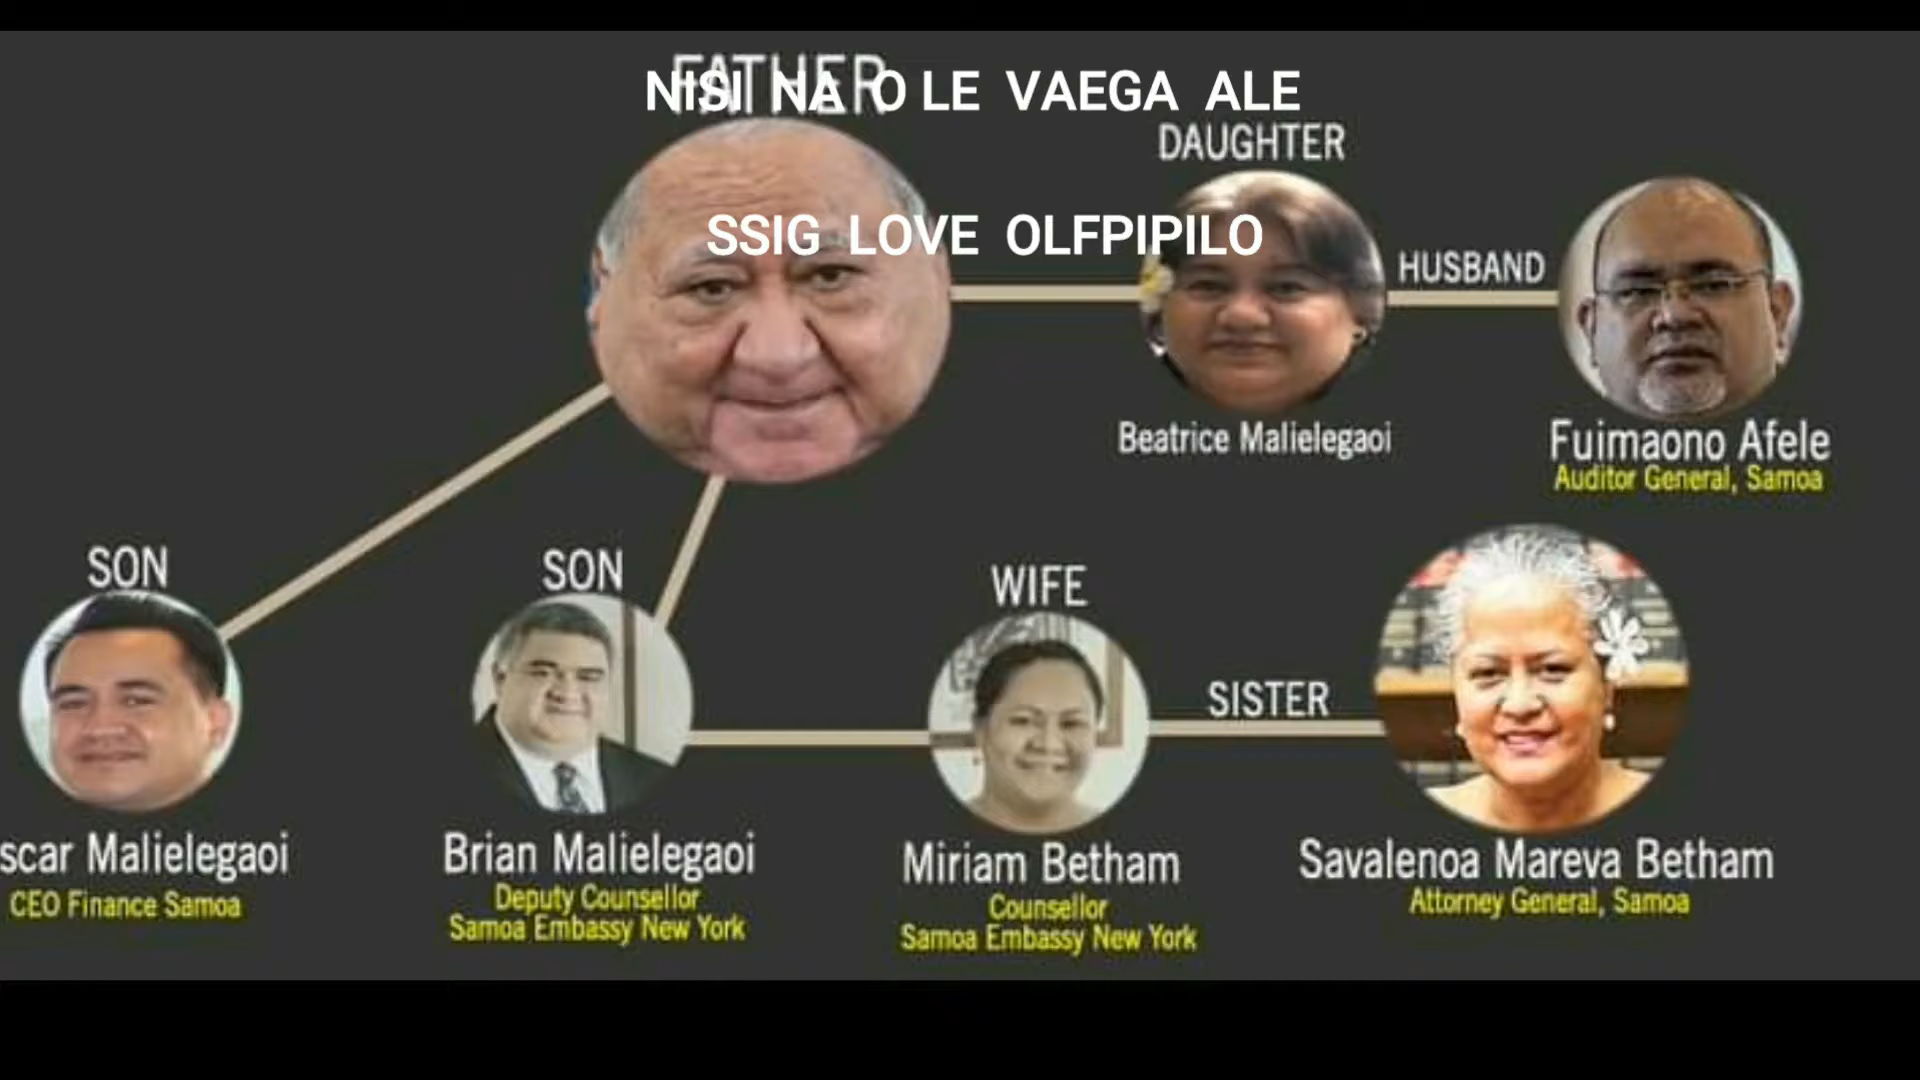 FATHER
NISI NA O LE VAEGA ALE
DAUGHTER
SSIG LOVE OLFPIPILO
HUSBAND
Beatrice Malielegaoi
Fuimaono Afele
Auditor General, Samoa
SON
SON
WIFE
SISTER
scar Malielegaoi
CEO Finance Samoa
Brian Malielegaoi
Deputy Counsellor
Samoa Embassy New York
Miriam Betham
Counsellor
Samoa Embassy New York
Savalenoa Mareva Betham
Attorney General, Samoa